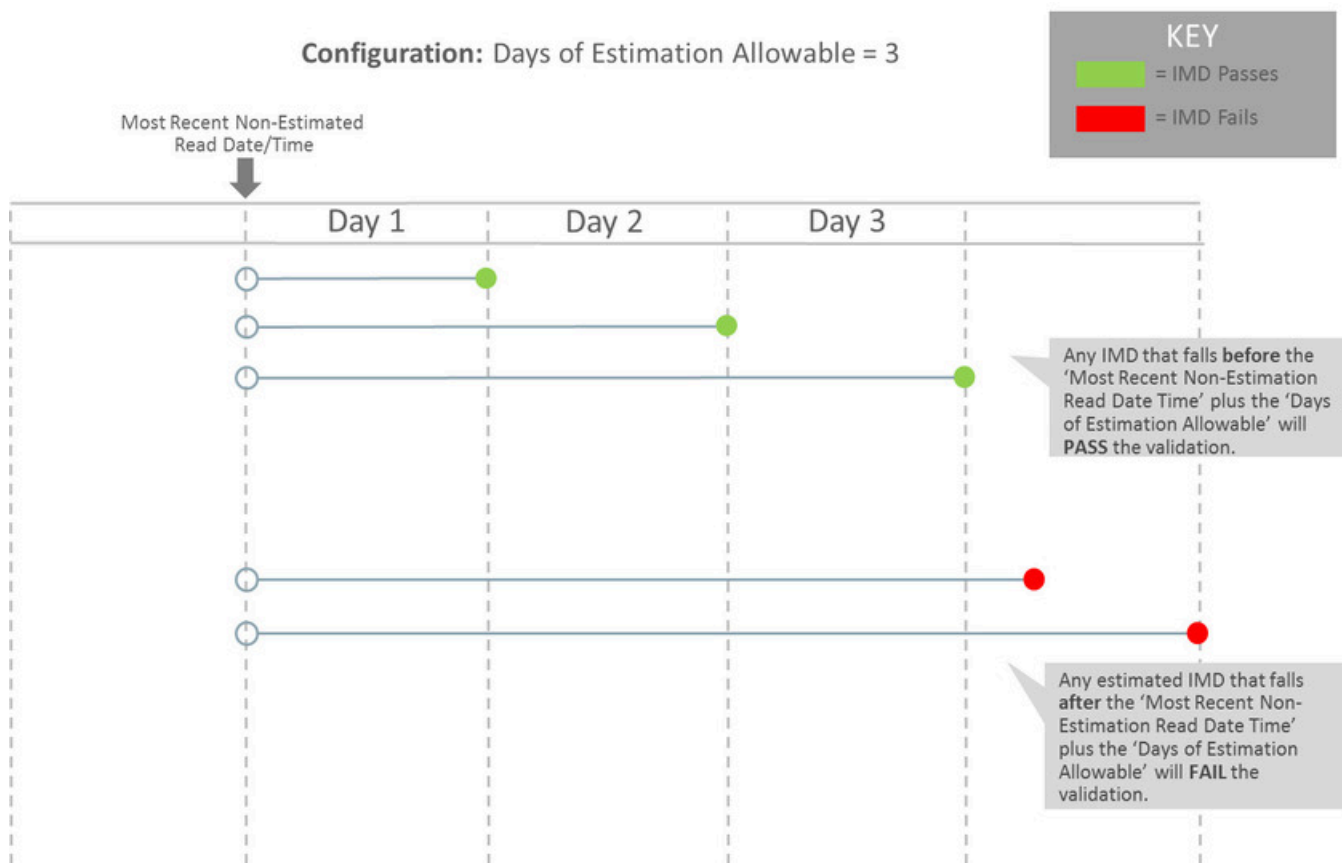 Configuration: Days of Estimation Allowable = 3
KEY
= IMD Passes
= IMD Fails
Most Recent Non-Estimated
Read Date/Time
Day 1
Day 2
Day 3
Any IMD that falls before the
‘Most Recent Non-Estimation
Read Date Time’ plus the ‘Days
of Estimation Allowable’ will
PASS the validation.
Any estimated IMD that falls
after the ‘Most Recent Non-
Estimation Read Date Time’
plus the ‘Days of Estimation
Allowable’ will FAIL the
validation.